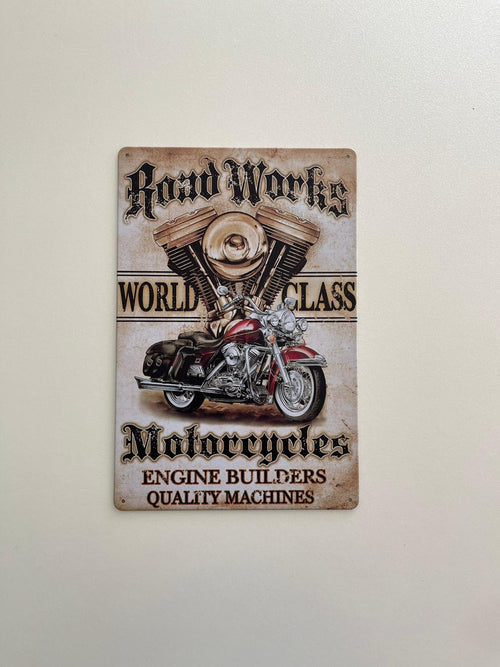 Road Works
WORLD CLASS
Motorcycles
ENGINE BUILDERS
QUALITY MACHINES